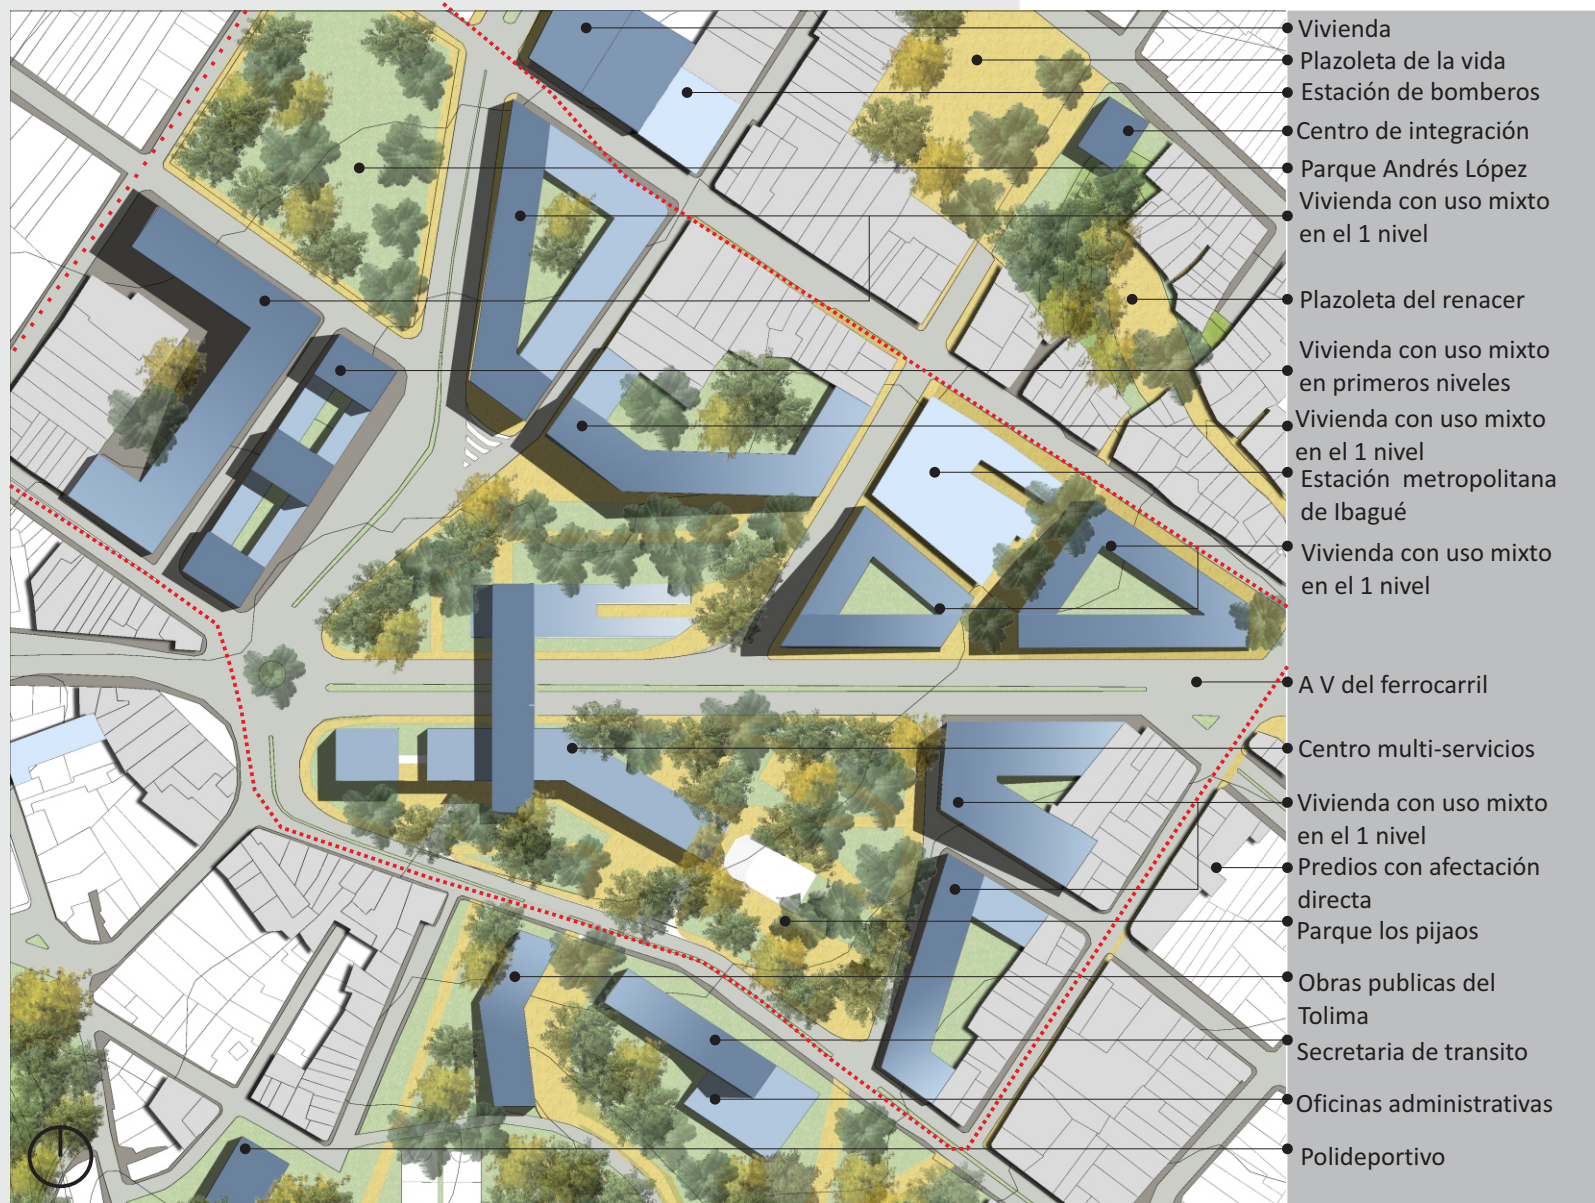 Vivienda
Plazoleta de la vida
Estación de bomberos
Centro de integración
Parque Andrés López
Vivienda con uso mixto
en el 1 nivel
Plazoleta del renacer
Vivienda con uso mixto
en primeros niveles
Vivienda con uso mixto
en el 1 nivel
Estación metropolitana
de Ibagué
Vivienda con uso mixto
en el 1 nivel
A V del ferrocarril
Centro multi-servicios
Vivienda con uso mixto
en el 1 nivel
Predios con afectación
directa
Parque los pijaos
Obras publicas del
Tolima
Secretaria de transito
Oficinas administrativas
Polideportivo